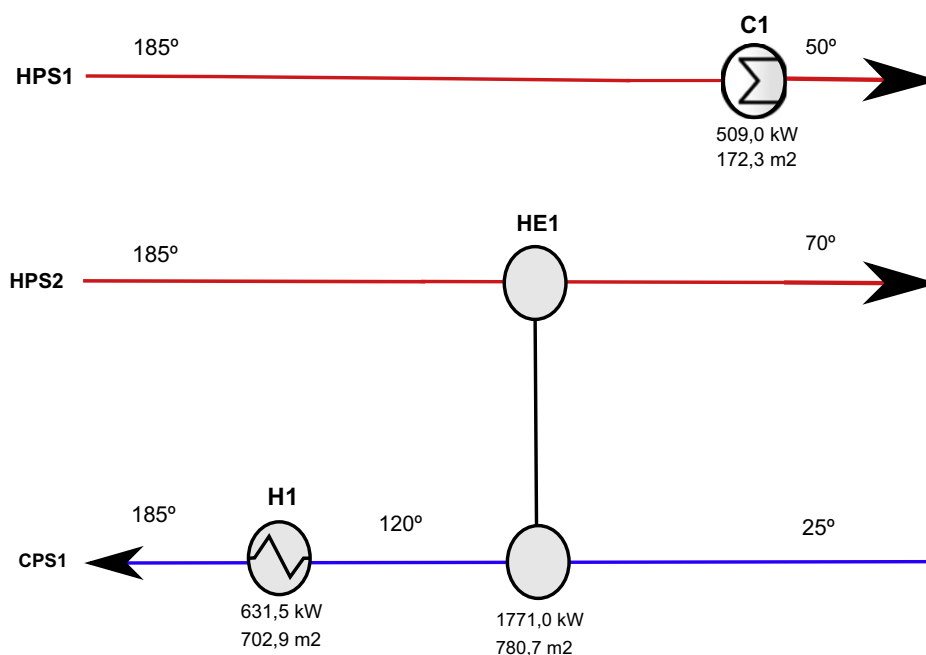 C1
185º
50º
HPS1
509,0 kW
172,3 m2
HE1
185º
70º
HPS2
H1
185º
120º
25º
CPS1
631,5 kW
702,9 m2
1771,0 kW
780,7 m2